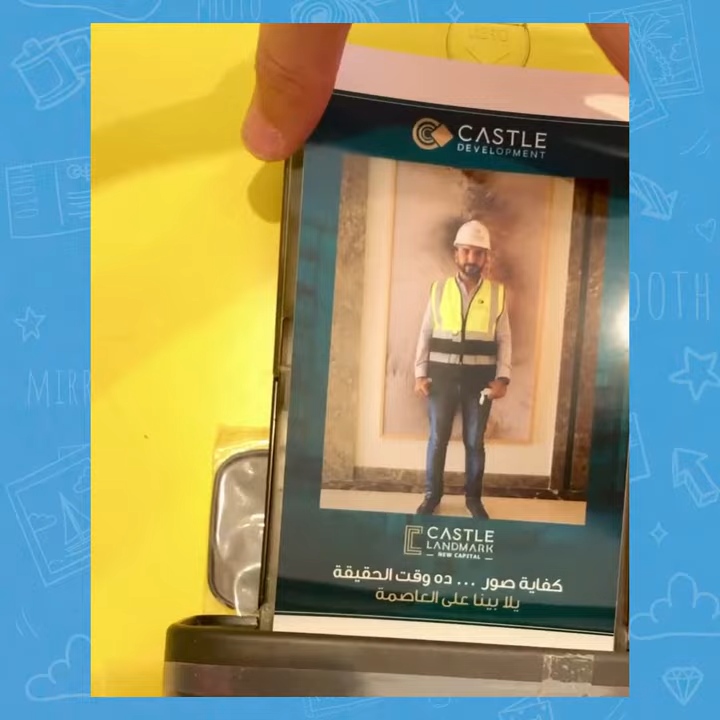 CASTLE
DEVELOPMENT
CASTLE
LANDMARK
NEW CAPITAL
كفاية صور ... ده وقت الحقيقة
يلا بينا على العاصمة